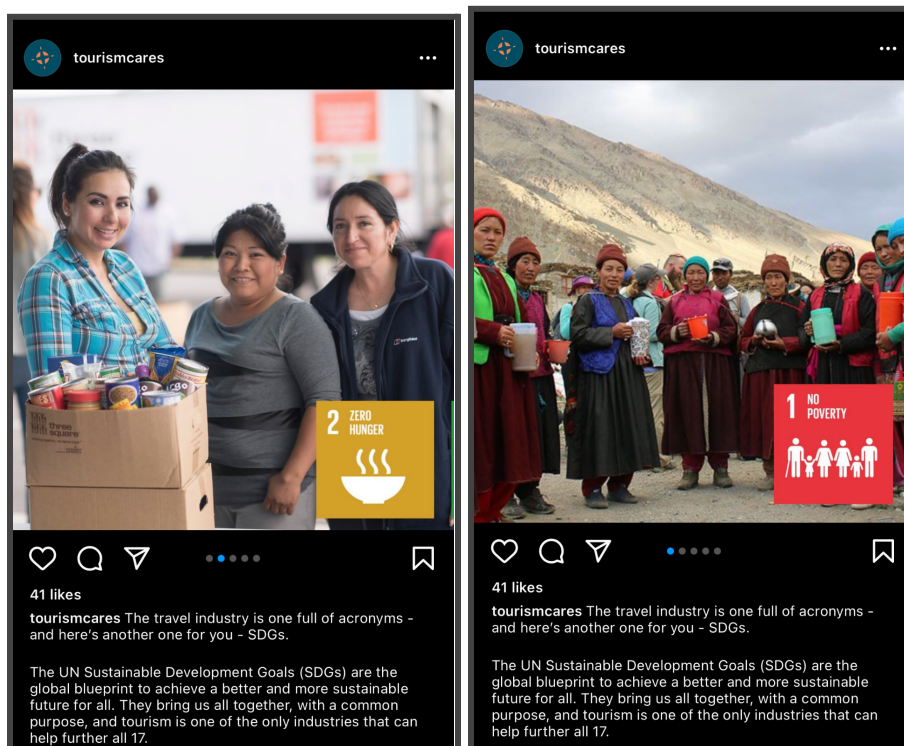 tourismcares
three
square
2 ZERO
HUNGER
41 likes
tourismcares The travel industry is one full of acronyms -
and here's another one for you - SDGs.
The UN Sustainable Development Goals (SDGs) are the
global blueprint to achieve a better and more sustainable
future for all. They bring us all together, with a common
purpose, and tourism is one of the only industries that can
help further all 17.
tourismcares
1 NO
POVERTY
41 likes
tourismcares The travel industry is one full of acronyms -
and here's another one for you - SDGs.
The UN Sustainable Development Goals (SDGs) are the
global blueprint to achieve a better and more sustainable
future for all. They bring us all together, with a common
purpose, and tourism is one of the only industries that can
help further all 17.